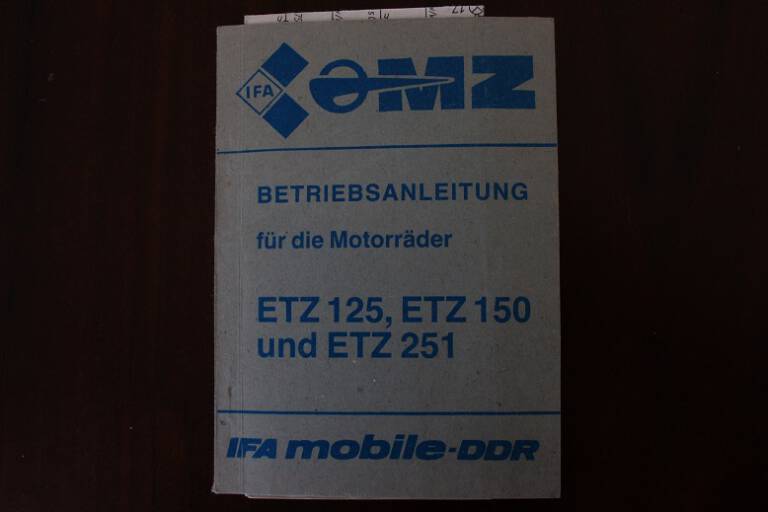 IFA MZ
BETRIEBSANLEITUNG
für die Motorräder
ETZ 125, ETZ 150
und ETZ 251
IFA mobile-DDR